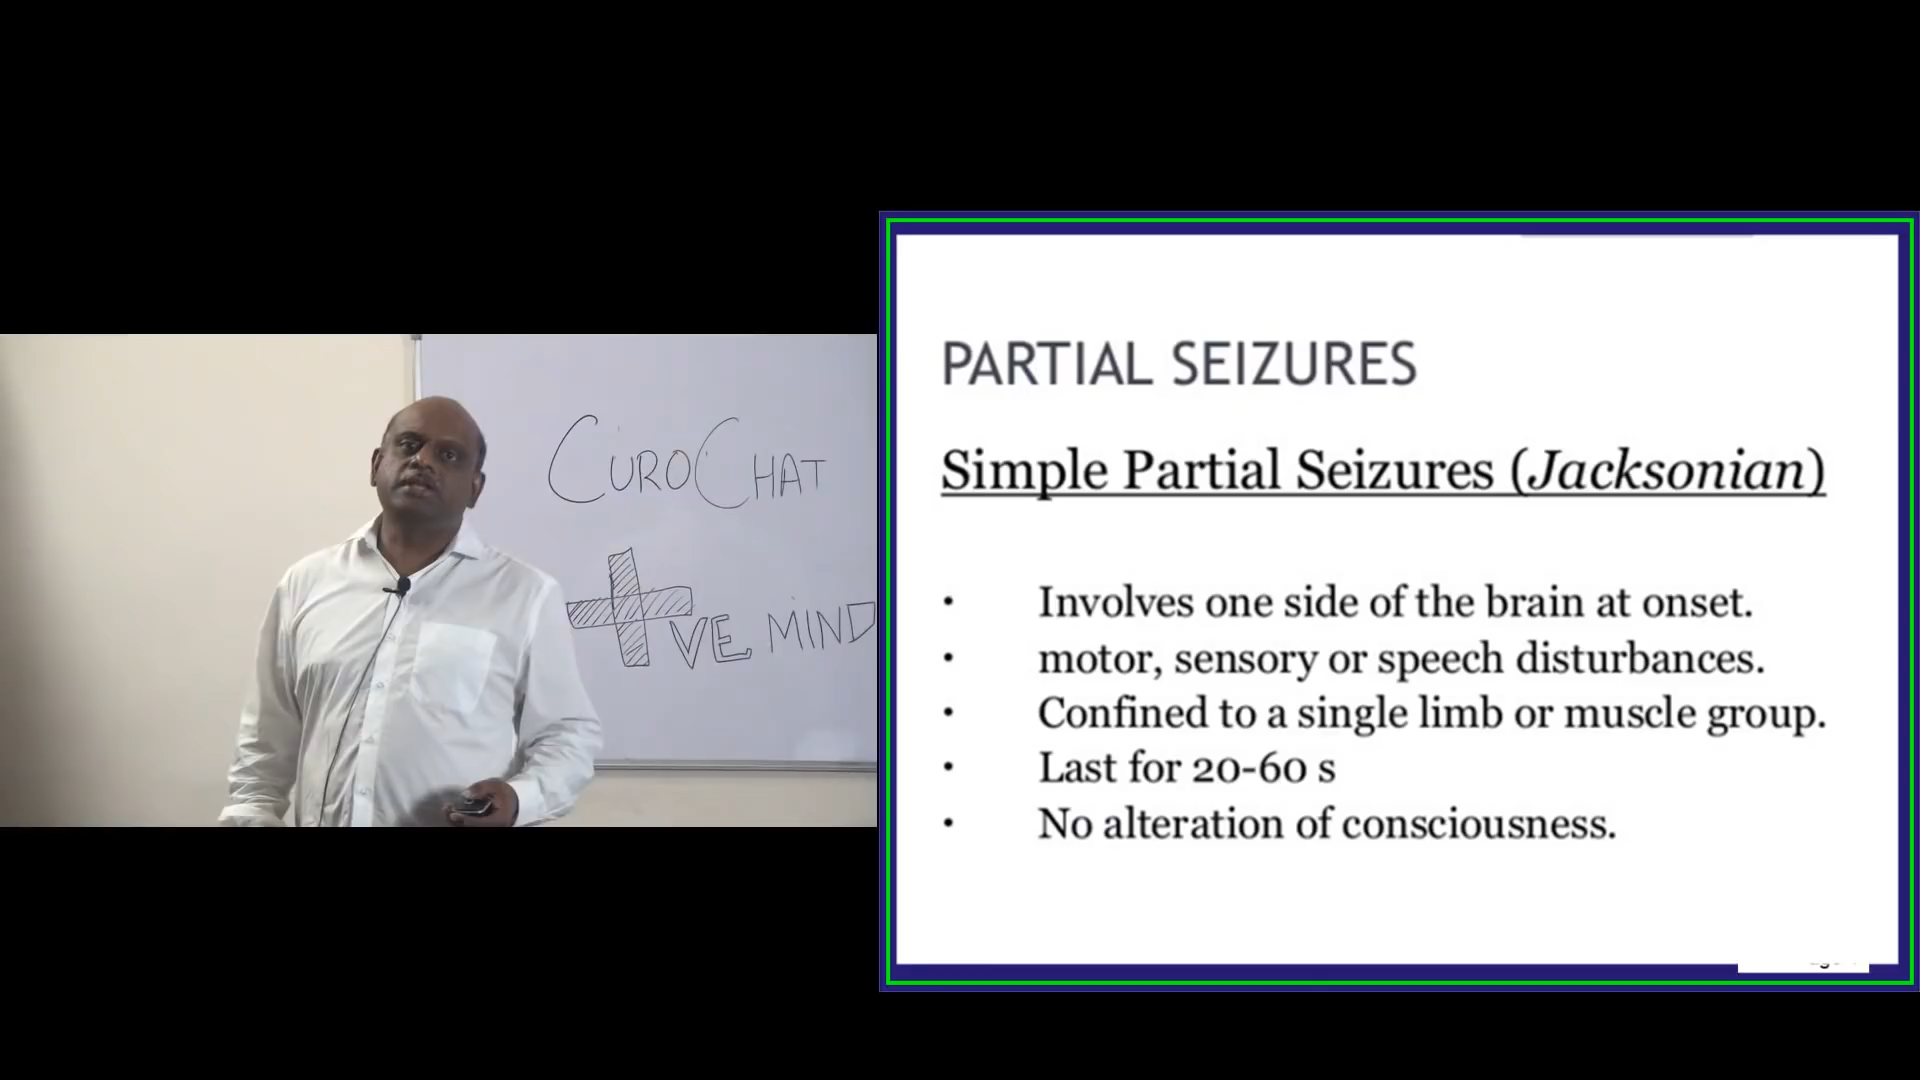 CUROCHAT
+VE MIND
PARTIAL SEIZURES
Simple Partial Seizures (Jacksonian)
• Involves one side of the brain at onset.
• motor, sensory or speech disturbances.
• Confined to a single limb or muscle group.
• Last for 20-60 s
• No alteration of consciousness.